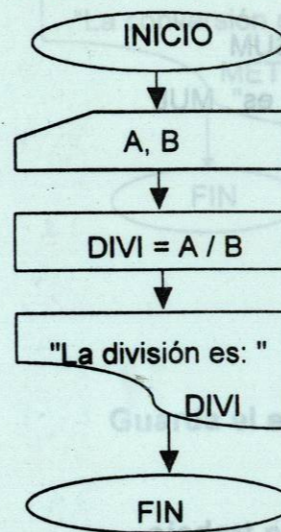 INICIO
A, B
DIVI = A / B
"La división es: "
DIVI
FIN